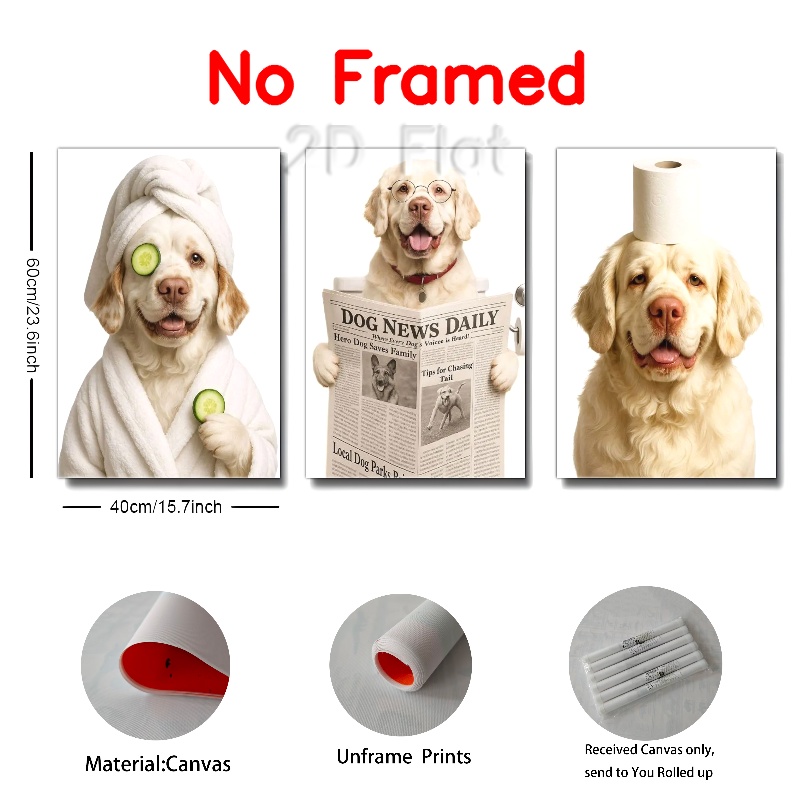 No Framed
2D Flat
60cm/23.6inch
DOG NEWS DAILY
Where Every Dog's Voice is Heard!
Hero Dog Saves Family
Tips for Chasing
Tail
Local Dog Parks
40cm/15.7inch
Material:Canvas
Unframe Prints
Received Canvas only,
send to You Rolled up